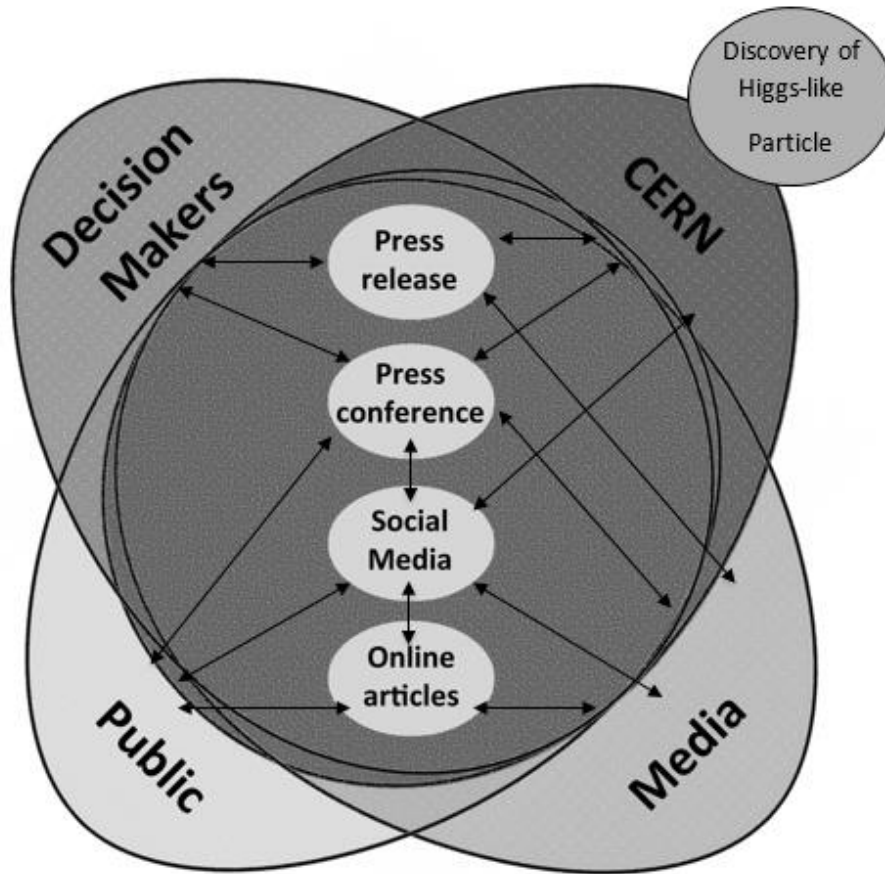 Discovery of
Higgs-like
Particle
Decision
Makers
CERN
Press
release
Press
conference
Social
Media
Online
articles
Public
Media